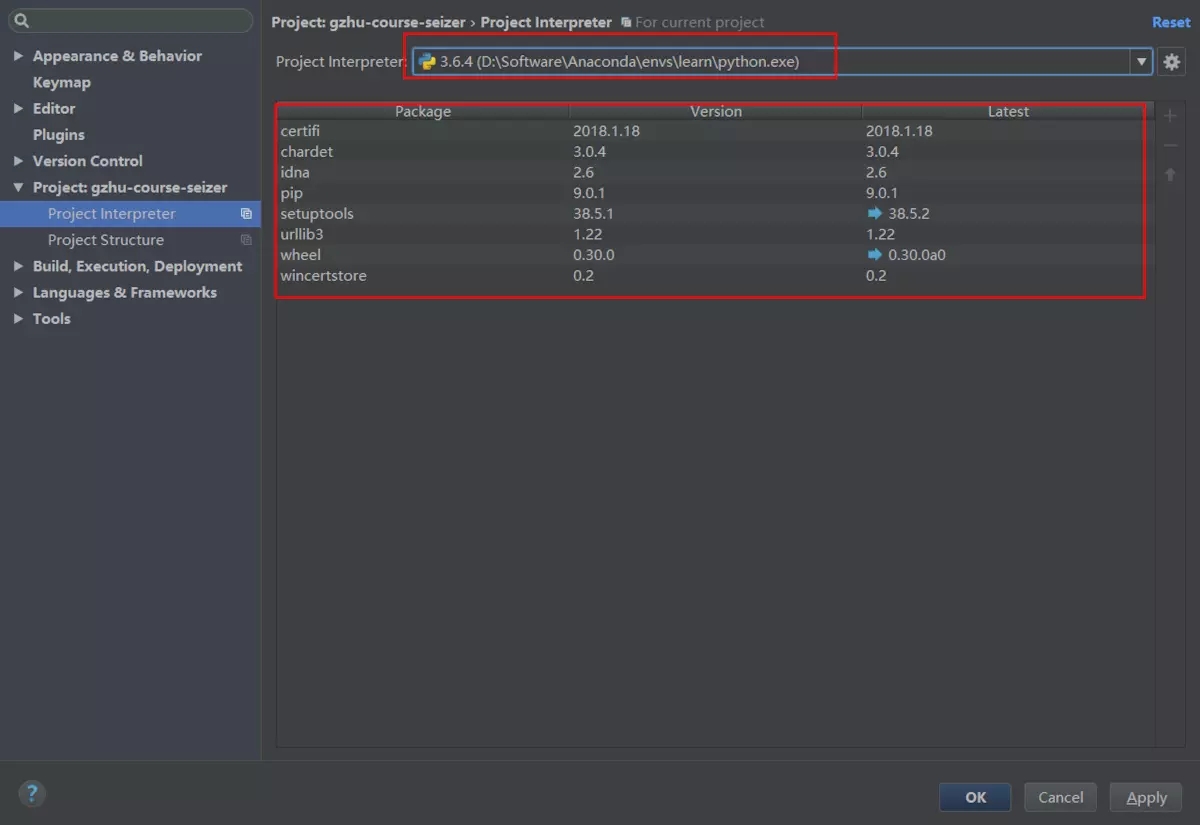 Project: gzhu-course-seizer › Project Interpreter For current project Reset
Appearance & Behavior
Keymap
Editor
Plugins
Version Control
Project: gzhu-course-seizer
Project Interpreter
Project Structure
Build, Execution, Deployment
Languages & Frameworks
Tools
Project Interpreter: 3.6.4 (D:\Software\Anaconda\envs\learn\python.exe)
Package Version Latest
certifi 2018.1.18 2018.1.18
chardet 3.0.4 3.0.4
idna 2.6 2.6
pip 9.0.1 9.0.1
setuptools 38.5.1 38.5.2
urllib3 1.22 1.22
wheel 0.30.0 0.30.0a0
wincertstore 0.2 0.2
?
OK Cancel Apply